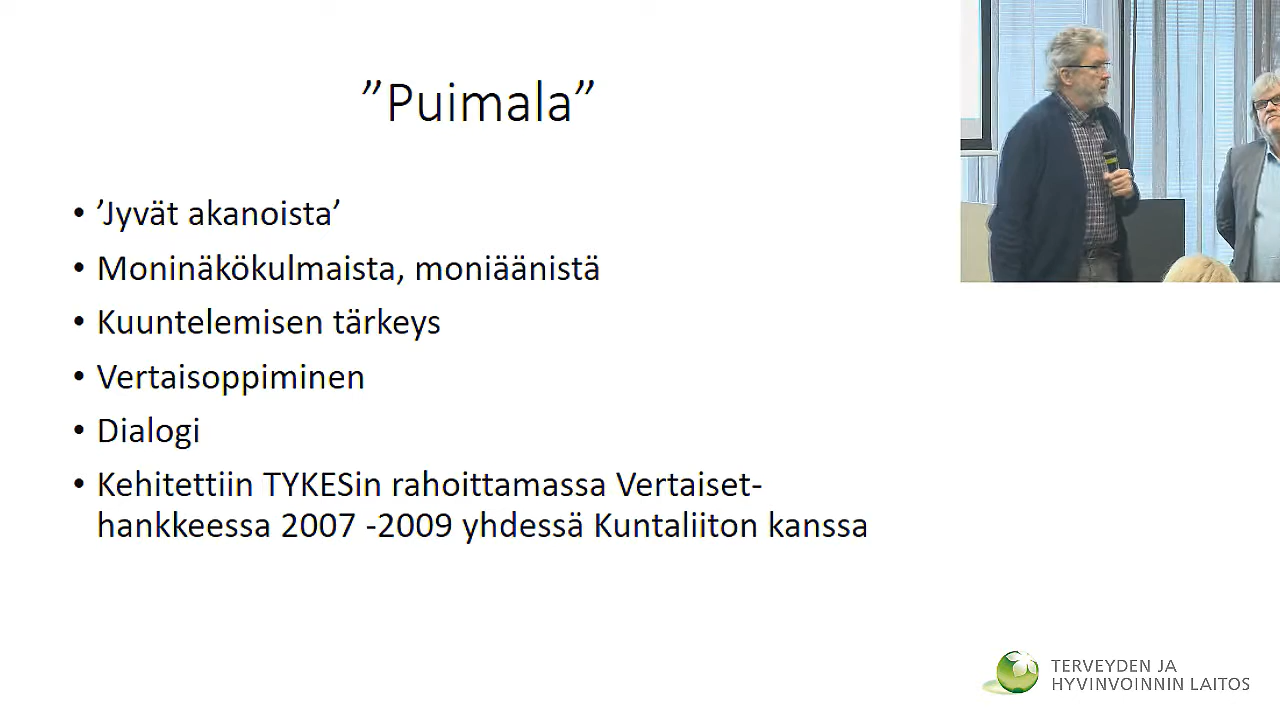 ”Puimala”
• ’Jyvät akanoista’
• Moninäkökulmaista, moniäänistä
• Kuuntelemisen tärkeys
• Vertaisoppiminen
• Dialogi
• Kehitettiin TYKESin rahoittamassa Vertaiset-
hankkeessa 2007 -2009 yhdessä Kuntaliiton kanssa
TERVEYDEN JA
HYVINVOINNIN LAITOS